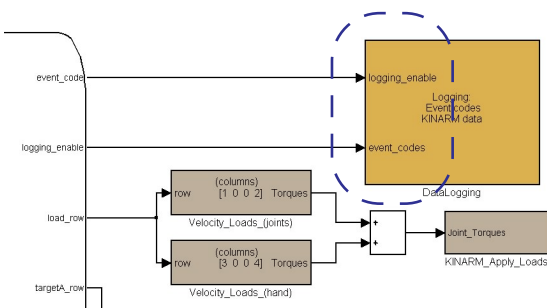 event_code
logging_enable
Logging:
Event codes
KINARM data
logging_enable
event_codes
DataLogging
load_row
(columns)
row [1 0 0 2] Torques
Velocity_Loads_(joints)
(columns)
row [3 0 0 4] Torques
Velocity_Loads_(hand)
+
+
Joint_Torques
KINARM_Apply_Loads
targetA_row